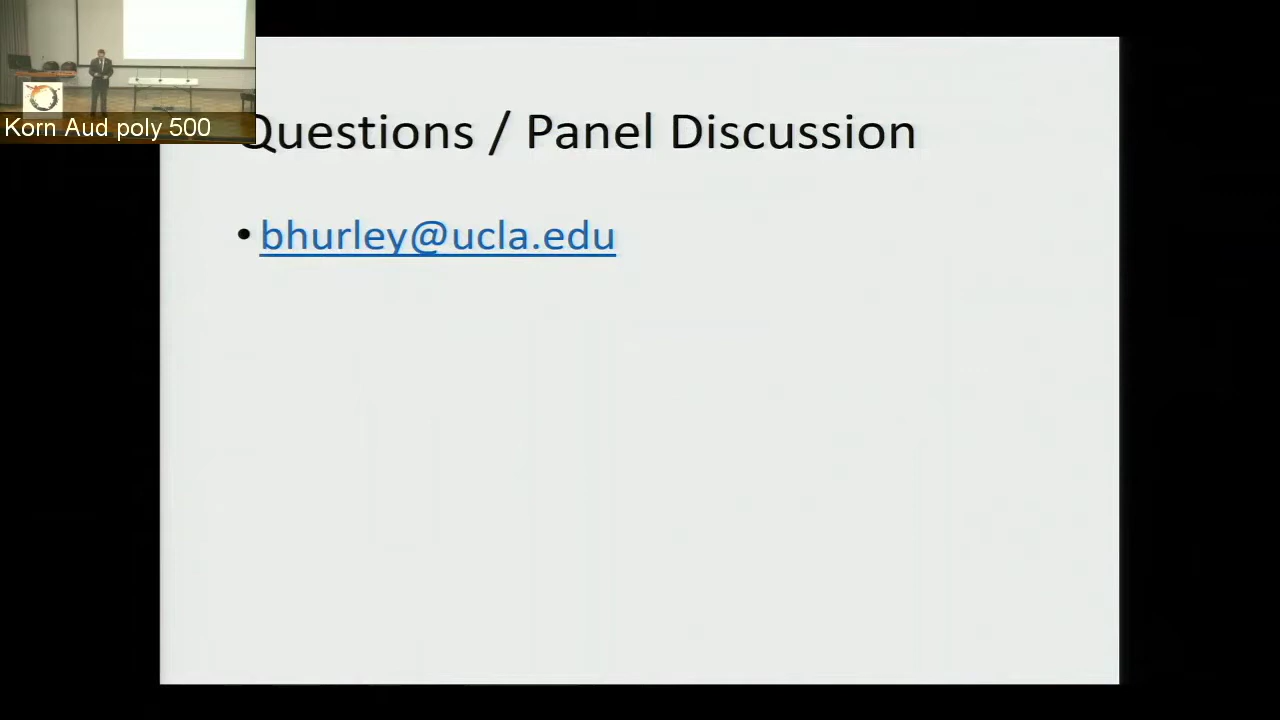 Korn Aud poly 500
Questions / Panel Discussion
• bhurley@ucla.edu